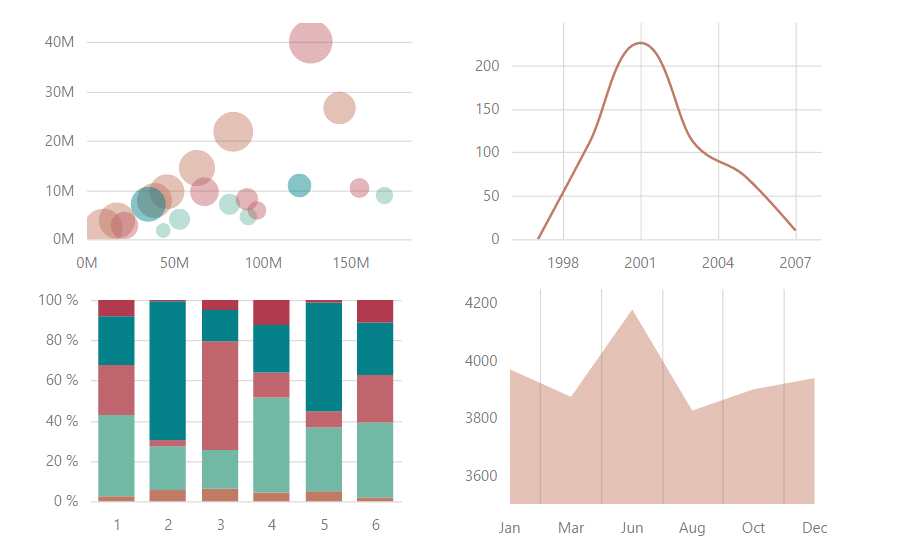 40M
30M
20M
10M
0M
0M 50M 100M 150M
200
150
100
50
0
1998 2001 2004 2007
100 %
80 %
60 %
40 %
20 %
0 %
1 2 3 4 5 6
4200
4000
3800
3600
Jan Mar Jun Aug Oct Dec